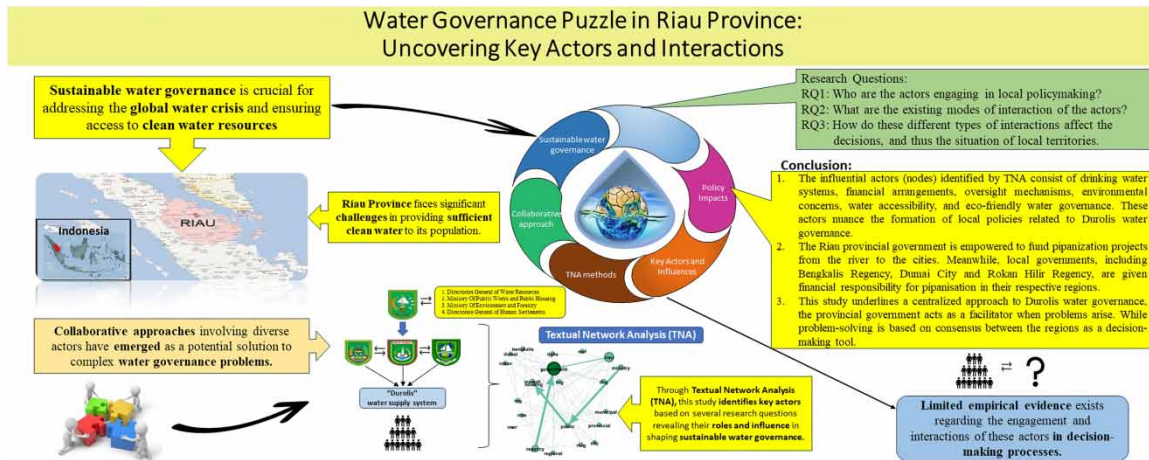 Water Governance Puzzle in Riau Province:
Uncovering Key Actors and Interactions
Sustainable water governance is crucial for
addressing the global water crisis and ensuring
access to clean water resources
RIAU
Indonesia
Riau Province faces significant
challenges in providing sufficient
clean water to its population.
Collaborative approaches involving diverse
actors have emerged as a potential solution to
complex water governance problems.
Sustainable water
governance
Collaborative
approach
TNA methods
Key Actors and
Influences
Policy
Impacts
1. Directorate General of Water Resources
2. Ministry Of Public Works and Public Housing
3. Ministry Of Environment and Forestry
4. Directorate General of Human Settlements
"Durolis"
water supply system
Textual Network Analysis (TNA)
bengkalis
governance
ministry
municipal
public
provincial
regency
regional
Through Textual Network Analysis
(TNA), this study identifies key actors
based on several research questions
revealing their roles and influence in
shaping sustainable water governance.
Research Questions:
RQ1: Who are the actors engaging in local policymaking?
RQ2: What are the existing modes of interaction of the actors?
RQ3: How do these different types of interactions affect the
decisions, and thus the situation of local territories.
Conclusion:
1. The influential actors (nodes) identified by TNA consist of drinking water
systems, financial arrangements, oversight mechanisms, environmental
concerns, water accessibility, and eco-friendly water governance. These
actors nuance the formation of local policies related to Durolis water
governance.
2. The Riau provincial government is empowered to fund pipanization projects
from the river to the cities. Meanwhile, local governments, including
Bengkalis Regency, Dumai City and Rokan Hilir Regency, are given
financial responsibility for pipanisation in their respective regions.
3. This study underlines a centralized approach to Durolis water governance,
the provincial government acts as a facilitator when problems arise. While
problem-solving is based on consensus between the regions as a decision-
making tool.
?
Limited empirical evidence exists
regarding the engagement and
interactions of these actors in decision-
making processes.